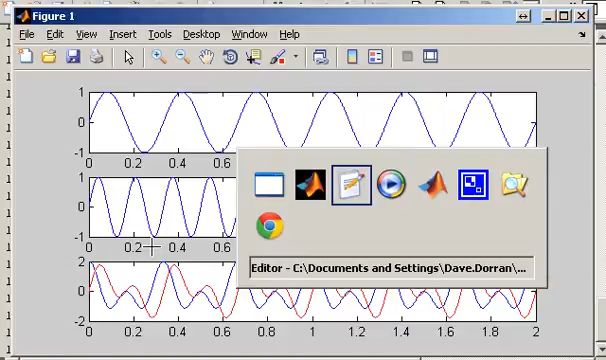 Figure 1
File Edit View Insert Tools Desktop Window Help
1
0
-1
0 0.2 0.4 0.6
1
0
-1
0 0.2 0.4 0.6
Editor - C:\Documents and Settings\Dave.Dorran\...
2
0
-2
0 0.2 0.4 0.6 0.8 1 1.2 1.4 1.6 1.8 2